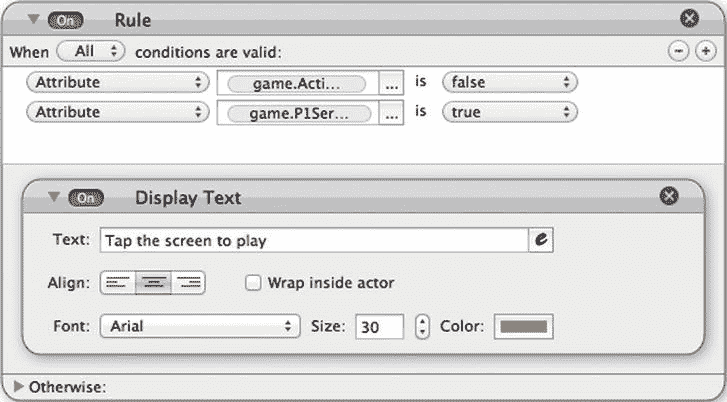 On Rule
When All conditions are valid:
Attribute game.Acti... ... is false
Attribute game.P1Ser... ... is true
On Display Text
Text: Tap the screen to play e
Align: Wrap inside actor
Font: Arial Size: 30 Color:
Otherwise: